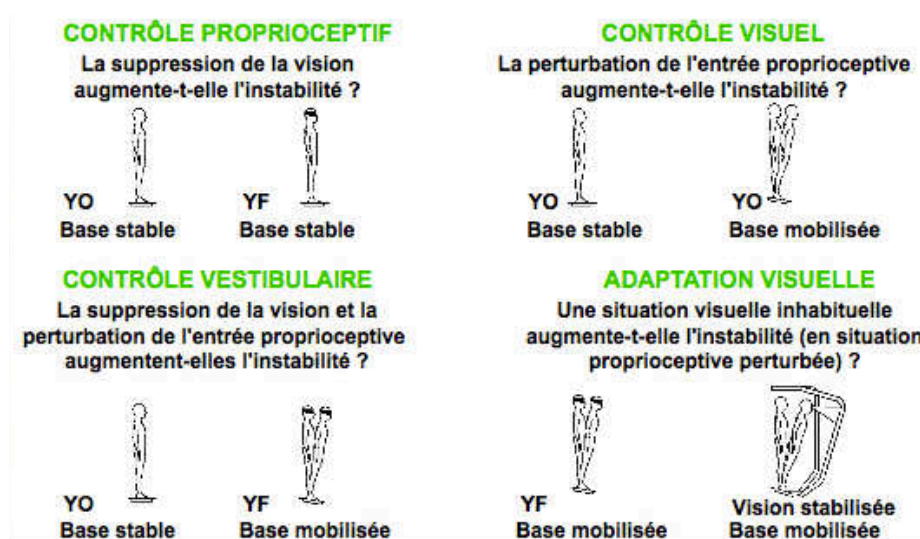 CONTRÔLE PROPRIOCEPTIF
La suppression de la vision
augmente-t-elle l'instabilité ?
YO
YF
Base stable
Base stable
CONTRÔLE VISUEL
La perturbation de l'entrée proprioceptive
augmente-t-elle l'instabilité ?
YO
YO
Base stable
Base mobilisée
CONTRÔLE VESTIBULAIRE
La suppression de la vision et la
perturbation de l'entrée proprioceptive
augmentent-elles l'instabilité ?
YO
YF
Base stable
Base mobilisée
ADAPTATION VISUELLE
Une situation visuelle inhabituelle
augmente-t-elle l'instabilité (en situation
proprioceptive perturbée) ?
YF
Vision stabilisée
Base mobilisée
Base mobilisée